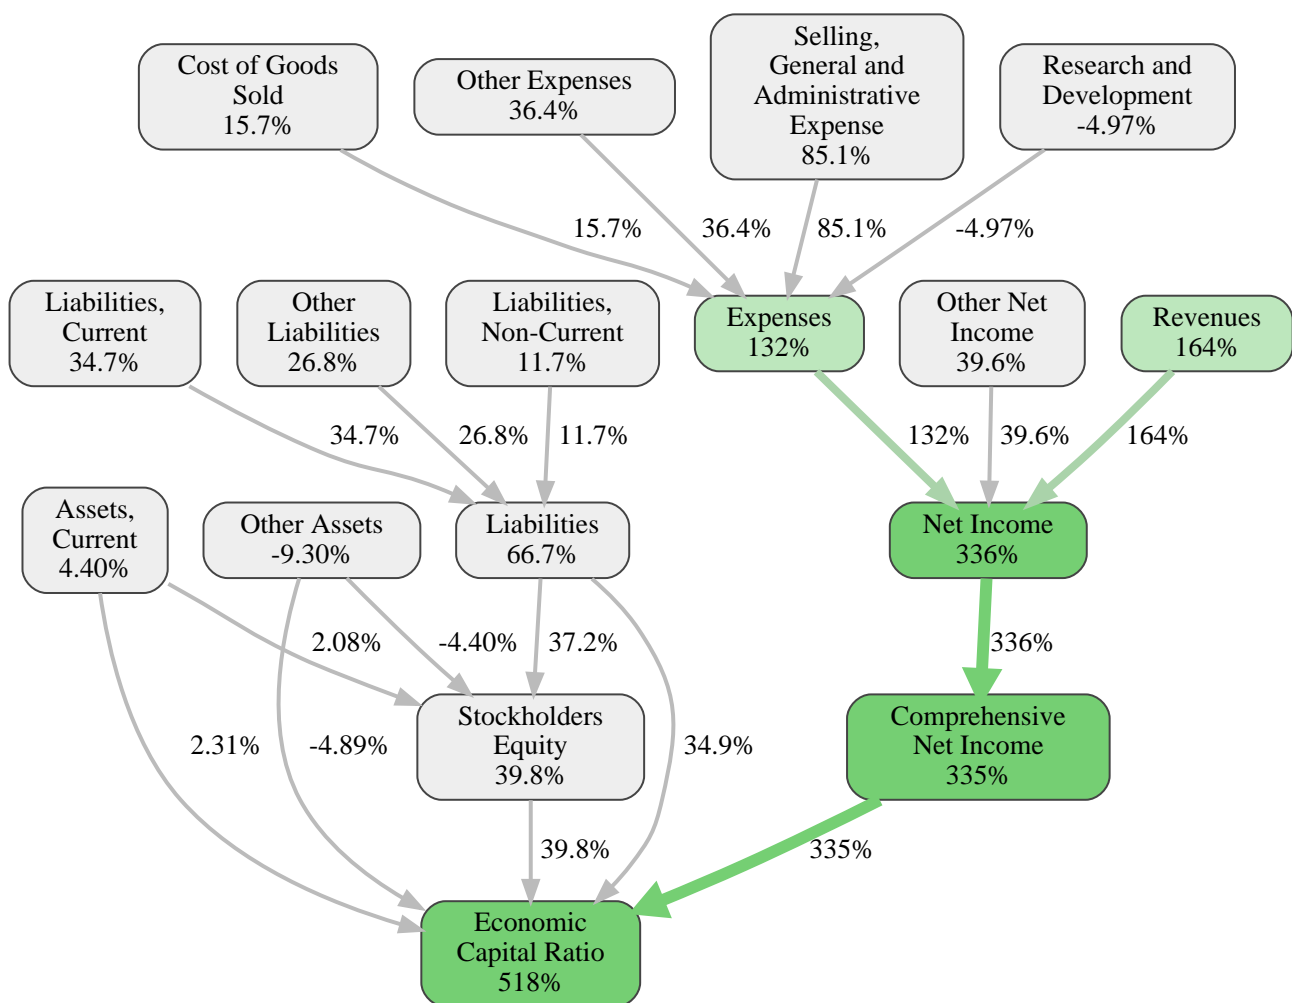 Cost of Goods
Sold
15.7%
Other Expenses
36.4%
Selling,
General and
Administrative
Expense
85.1%
Research and
Development
-4.97%
15.7%
36.4%
85.1%
-4.97%
Liabilities,
Current
34.7%
Other
Liabilities
26.8%
Liabilities,
Non-Current
11.7%
Expenses
132%
Other Net
Income
39.6%
Revenues
164%
34.7%
26.8%
11.7%
132%
39.6%
164%
Assets,
Current
4.40%
Other Assets
-9.30%
Liabilities
66.7%
Net Income
336%
2.08%
-4.40%
37.2%
336%
2.31%
-4.89%
Stockholders
Equity
39.8%
34.9%
Comprehensive
Net Income
335%
39.8%
335%
Economic
Capital Ratio
518%